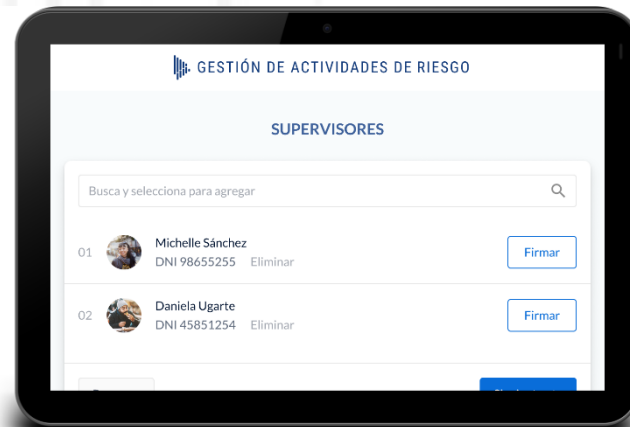 GESTIÓN DE ACTIVIDADES DE RIESGO
SUPERVISORES
Busca y selecciona para agregar
01 Michelle Sánchez Firmar
DNI 98655255 Eliminar
02 Daniela Ugarte Firmar
DNI 45851254 Eliminar